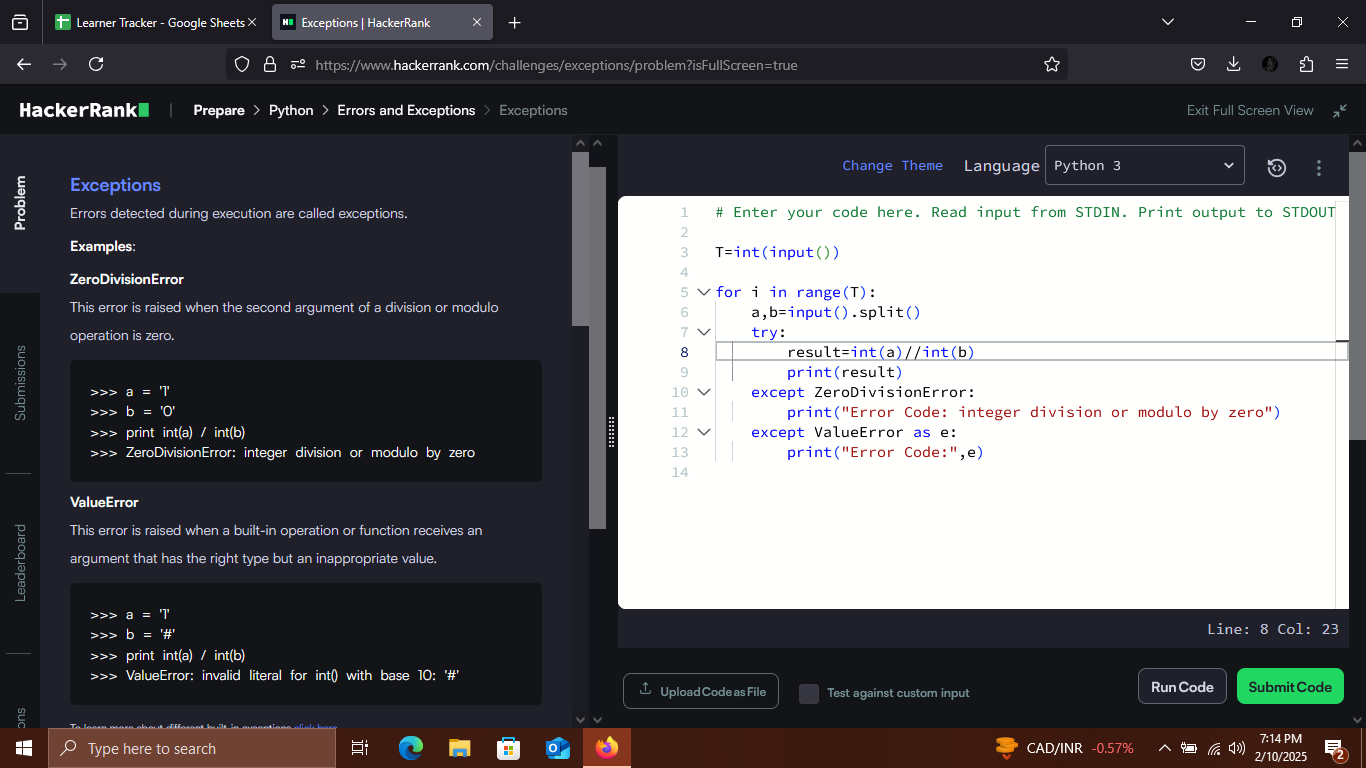 Learner Tracker - Google Sheets
Exceptions | HackerRank
https://www.hackerrank.com/challenges/exceptions/problem?isFullScreen=true
HackerRank
Prepare > Python > Errors and Exceptions > Exceptions
Exit Full Screen View
Problem
Submissions
Leaderboard
Exceptions
Errors detected during execution are called exceptions.
Examples:
ZeroDivisionError
This error is raised when the second argument of a division or modulo
operation is zero.
>>> a = '1'
>>> b = '0'
>>> print int(a) / int(b)
>>> ZeroDivisionError: integer division or modulo by zero
ValueError
This error is raised when a built-in operation or function receives an
argument that has the right type but an inappropriate value.
>>> a = '1'
>>> b = '#'
>>> print int(a) / int(b)
>>> ValueError: invalid literal for int() with base 10: '#'
To learn more about different built-in exceptions click here.
Change Theme Language Python 3
1 # Enter your code here. Read input from STDIN. Print output to STDOUT
2
3 T=int(input())
4
5 for i in range(T):
6 a,b=input().split()
7 try:
8 result=int(a)//int(b)
9 print(result)
10 except ZeroDivisionError:
11 print("Error Code: integer division or modulo by zero")
12 except ValueError as e:
13 print("Error Code:",e)
14
Line: 8 Col: 23
Upload Code as File
Test against custom input
Run Code
Submit Code
Type here to search
CAD/INR -0.57%
7:14 PM
2/10/2025
2